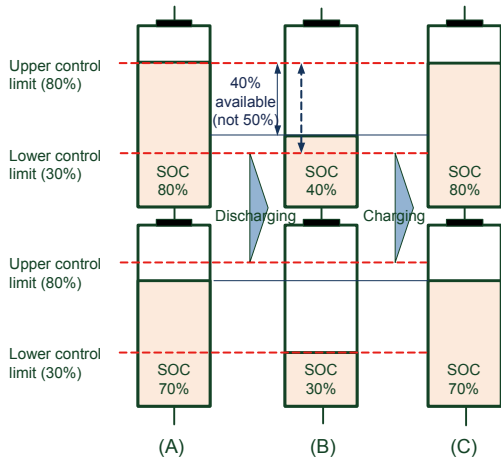 Upper control
limit (80%)
40%
available
(not 50%)
Lower control
limit (30%)
SOC
80%
SOC
40%
SOC
80%
Discharging
Charging
Upper control
limit (80%)
Lower control
limit (30%)
SOC
70%
SOC
30%
SOC
70%
(A)
(B)
(C)